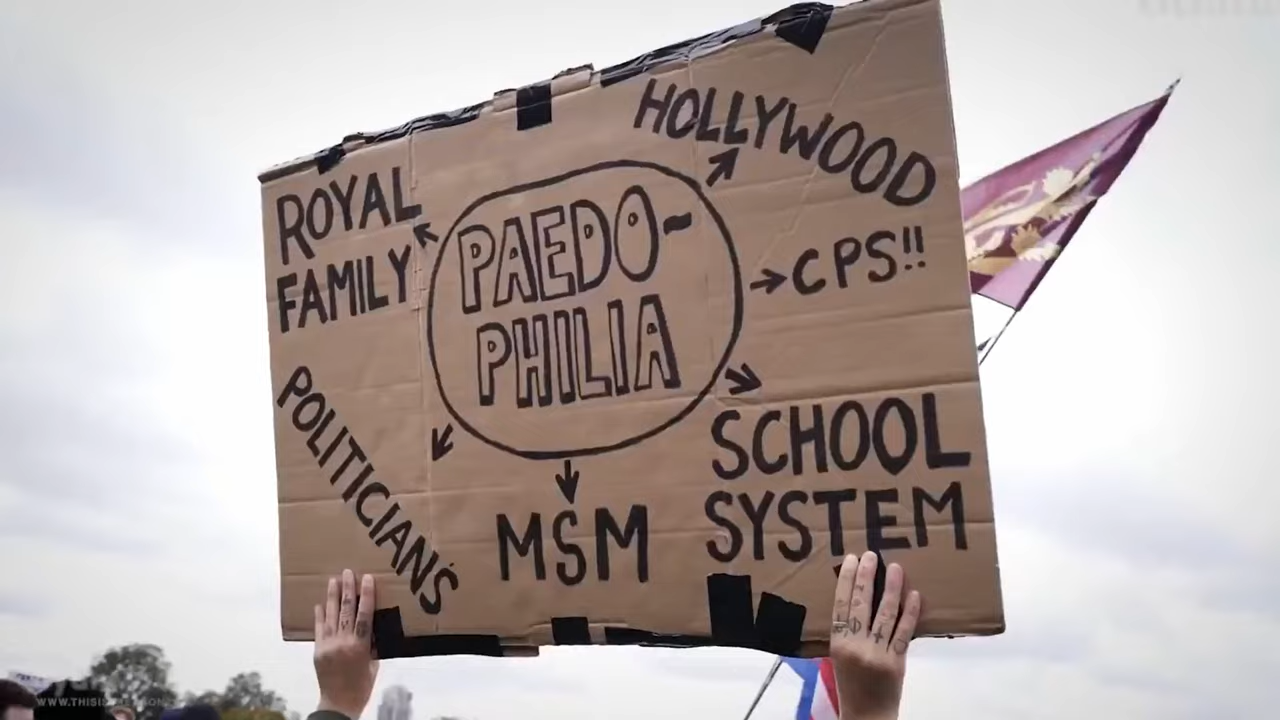 HOLLYWOOD
ROYAL
FAMILY
PAEDO-
PHILIA
CPS!!
POLITICIANS
SCHOOL
SYSTEM
MSM